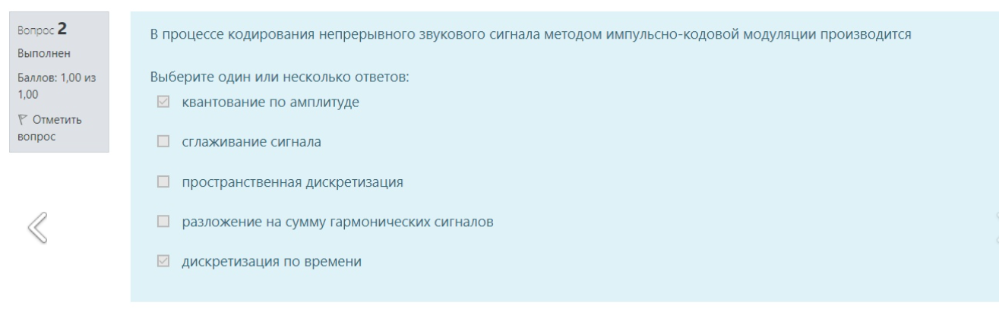 Вопрос 2
Выполнен
Баллов: 1,00 из
1,00
Отметить
вопрос
В процессе кодирования непрерывного звукового сигнала методом импульсно-кодовой модуляции производится
Выберите один или несколько ответов:
квантование по амплитуде
сглаживание сигнала
пространственная дискретизация
разложение на сумму гармонических сигналов
дискретизация по времени